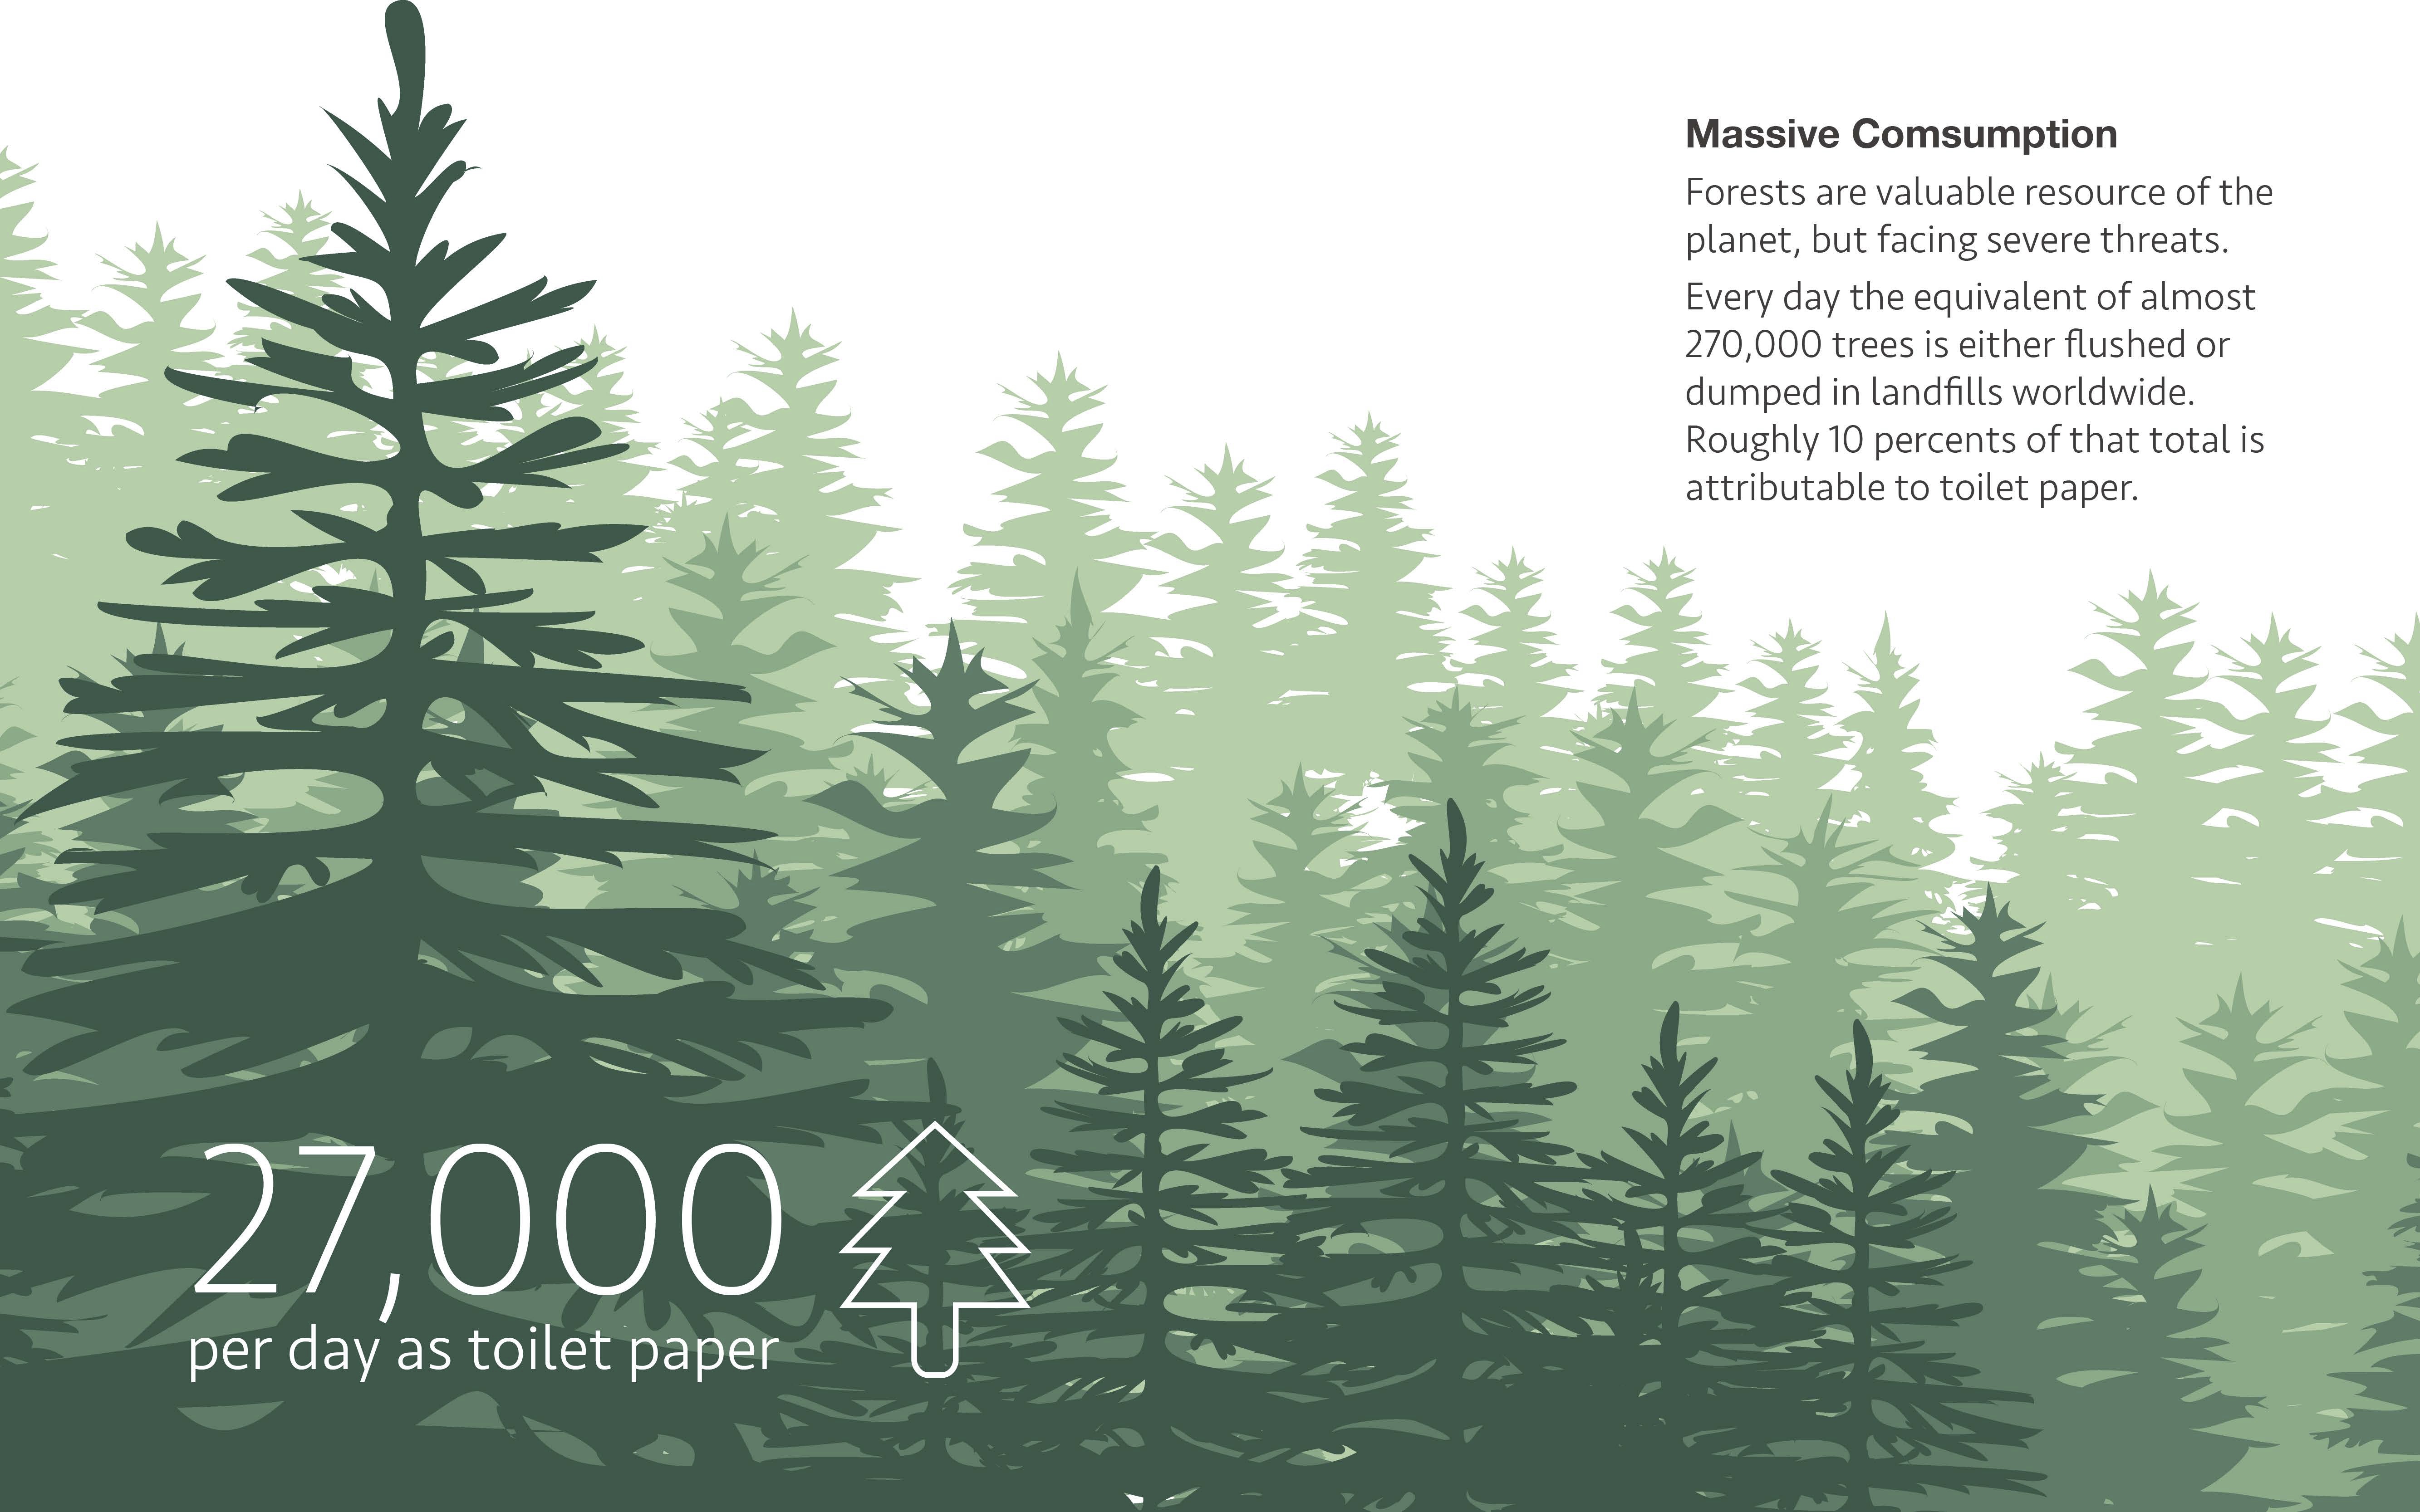 Massive Comsumption
Forests are valuable resource of the
planet, but facing severe threats.
Every day the equivalent of almost
270,000 trees is either flushed or
dumped in landfills worldwide.
Roughly 10 percents of that total is
attributable to toilet paper.
27,000
per day as toilet paper